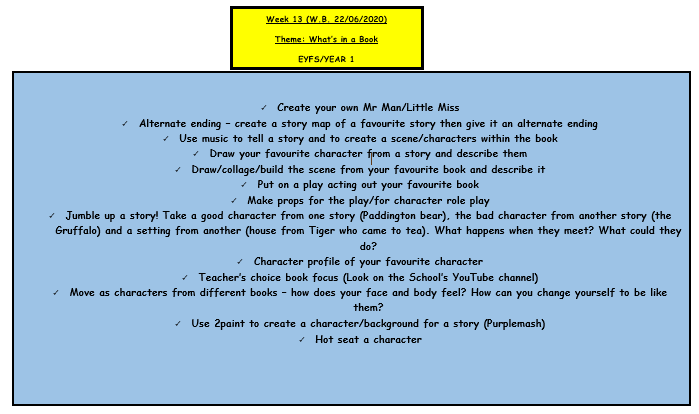 Week 13 (W.B. 22/06/2020)
Theme: What's in a Book
EYFS/YEAR 1
✓ Create your own Mr Man/Little Miss
✓ Alternate ending – create a story map of a favourite story then give it an alternate ending
✓ Use music to tell a story and to create a scene/characters within the book
✓ Draw your favourite character from a story and describe them
✓ Draw/collage/build the scene from your favourite book and describe it
✓ Put on a play acting out your favourite book
✓ Make props for the play/for character role play
✓ Jumble up a story! Take a good character from one story (Paddington bear), the bad character from another story (the
Gruffalo) and a setting from another (house from Tiger who came to tea). What happens when they meet? What could they
do?
✓ Character profile of your favourite character
✓ Teacher's choice book focus (Look on the School's YouTube channel)
✓ Move as characters from different books – how does your face and body feel? How can you change yourself to be like
them?
✓ Use 2paint to create a character/background for a story (Purplemash)
✓ Hot seat a character